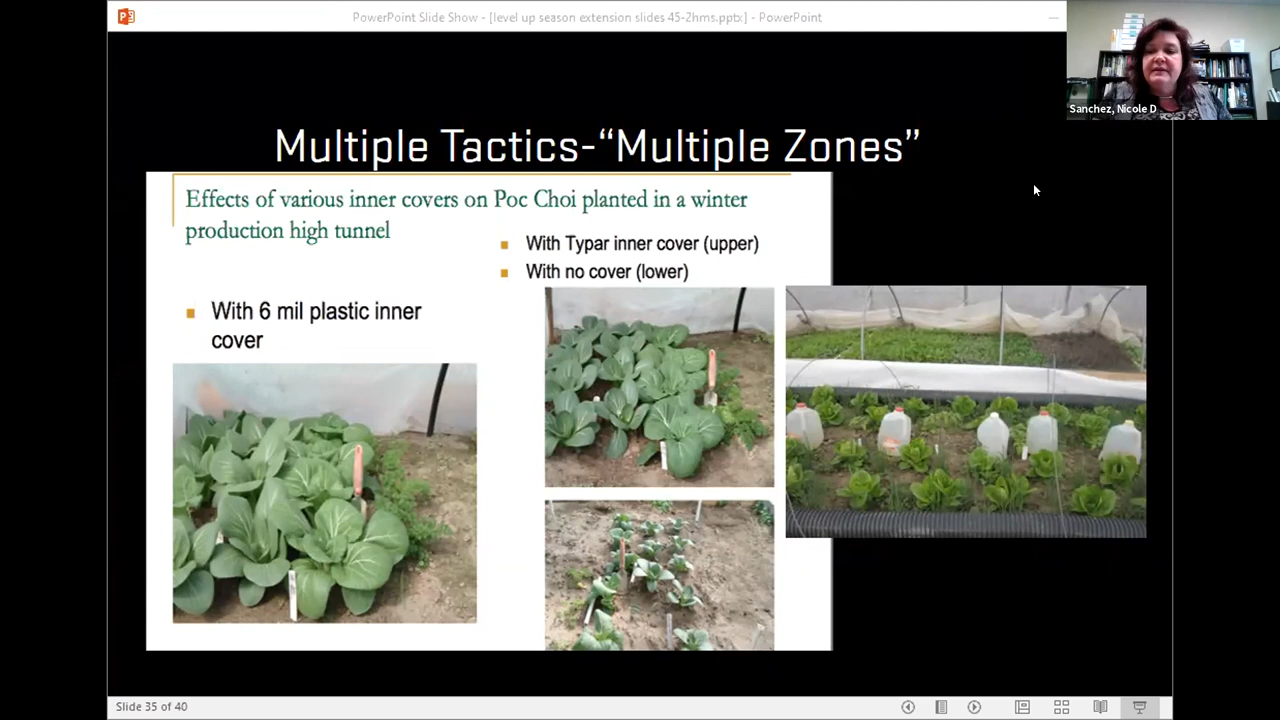 PowerPoint Slide Show - [level up season extension slides 45-2hms.ppb:] - PowerPoint
Sanchez, Nicole D
Multiple Tactics-“Multiple Zones”
Effects of various inner covers on Poc Choi planted in a winter
production high tunnel
With Typar inner cover (upper)
With no cover (lower)
With 6 mil plastic inner
cover
Slide 35 of 40